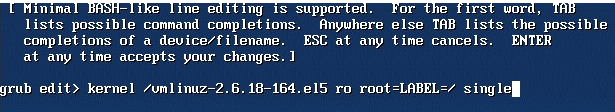 [ Minimal BASH-like line editing is supported.  For the first word, TAB
lists possible command completions.  Anywhere else TAB lists the possible
completions of a device/filename.  ESC at any time cancels.  ENTER
at any time accepts your changes.]
grub edit> kernel /vmlinuz-2.6.18-164.el5 ro root=LABEL=/ single